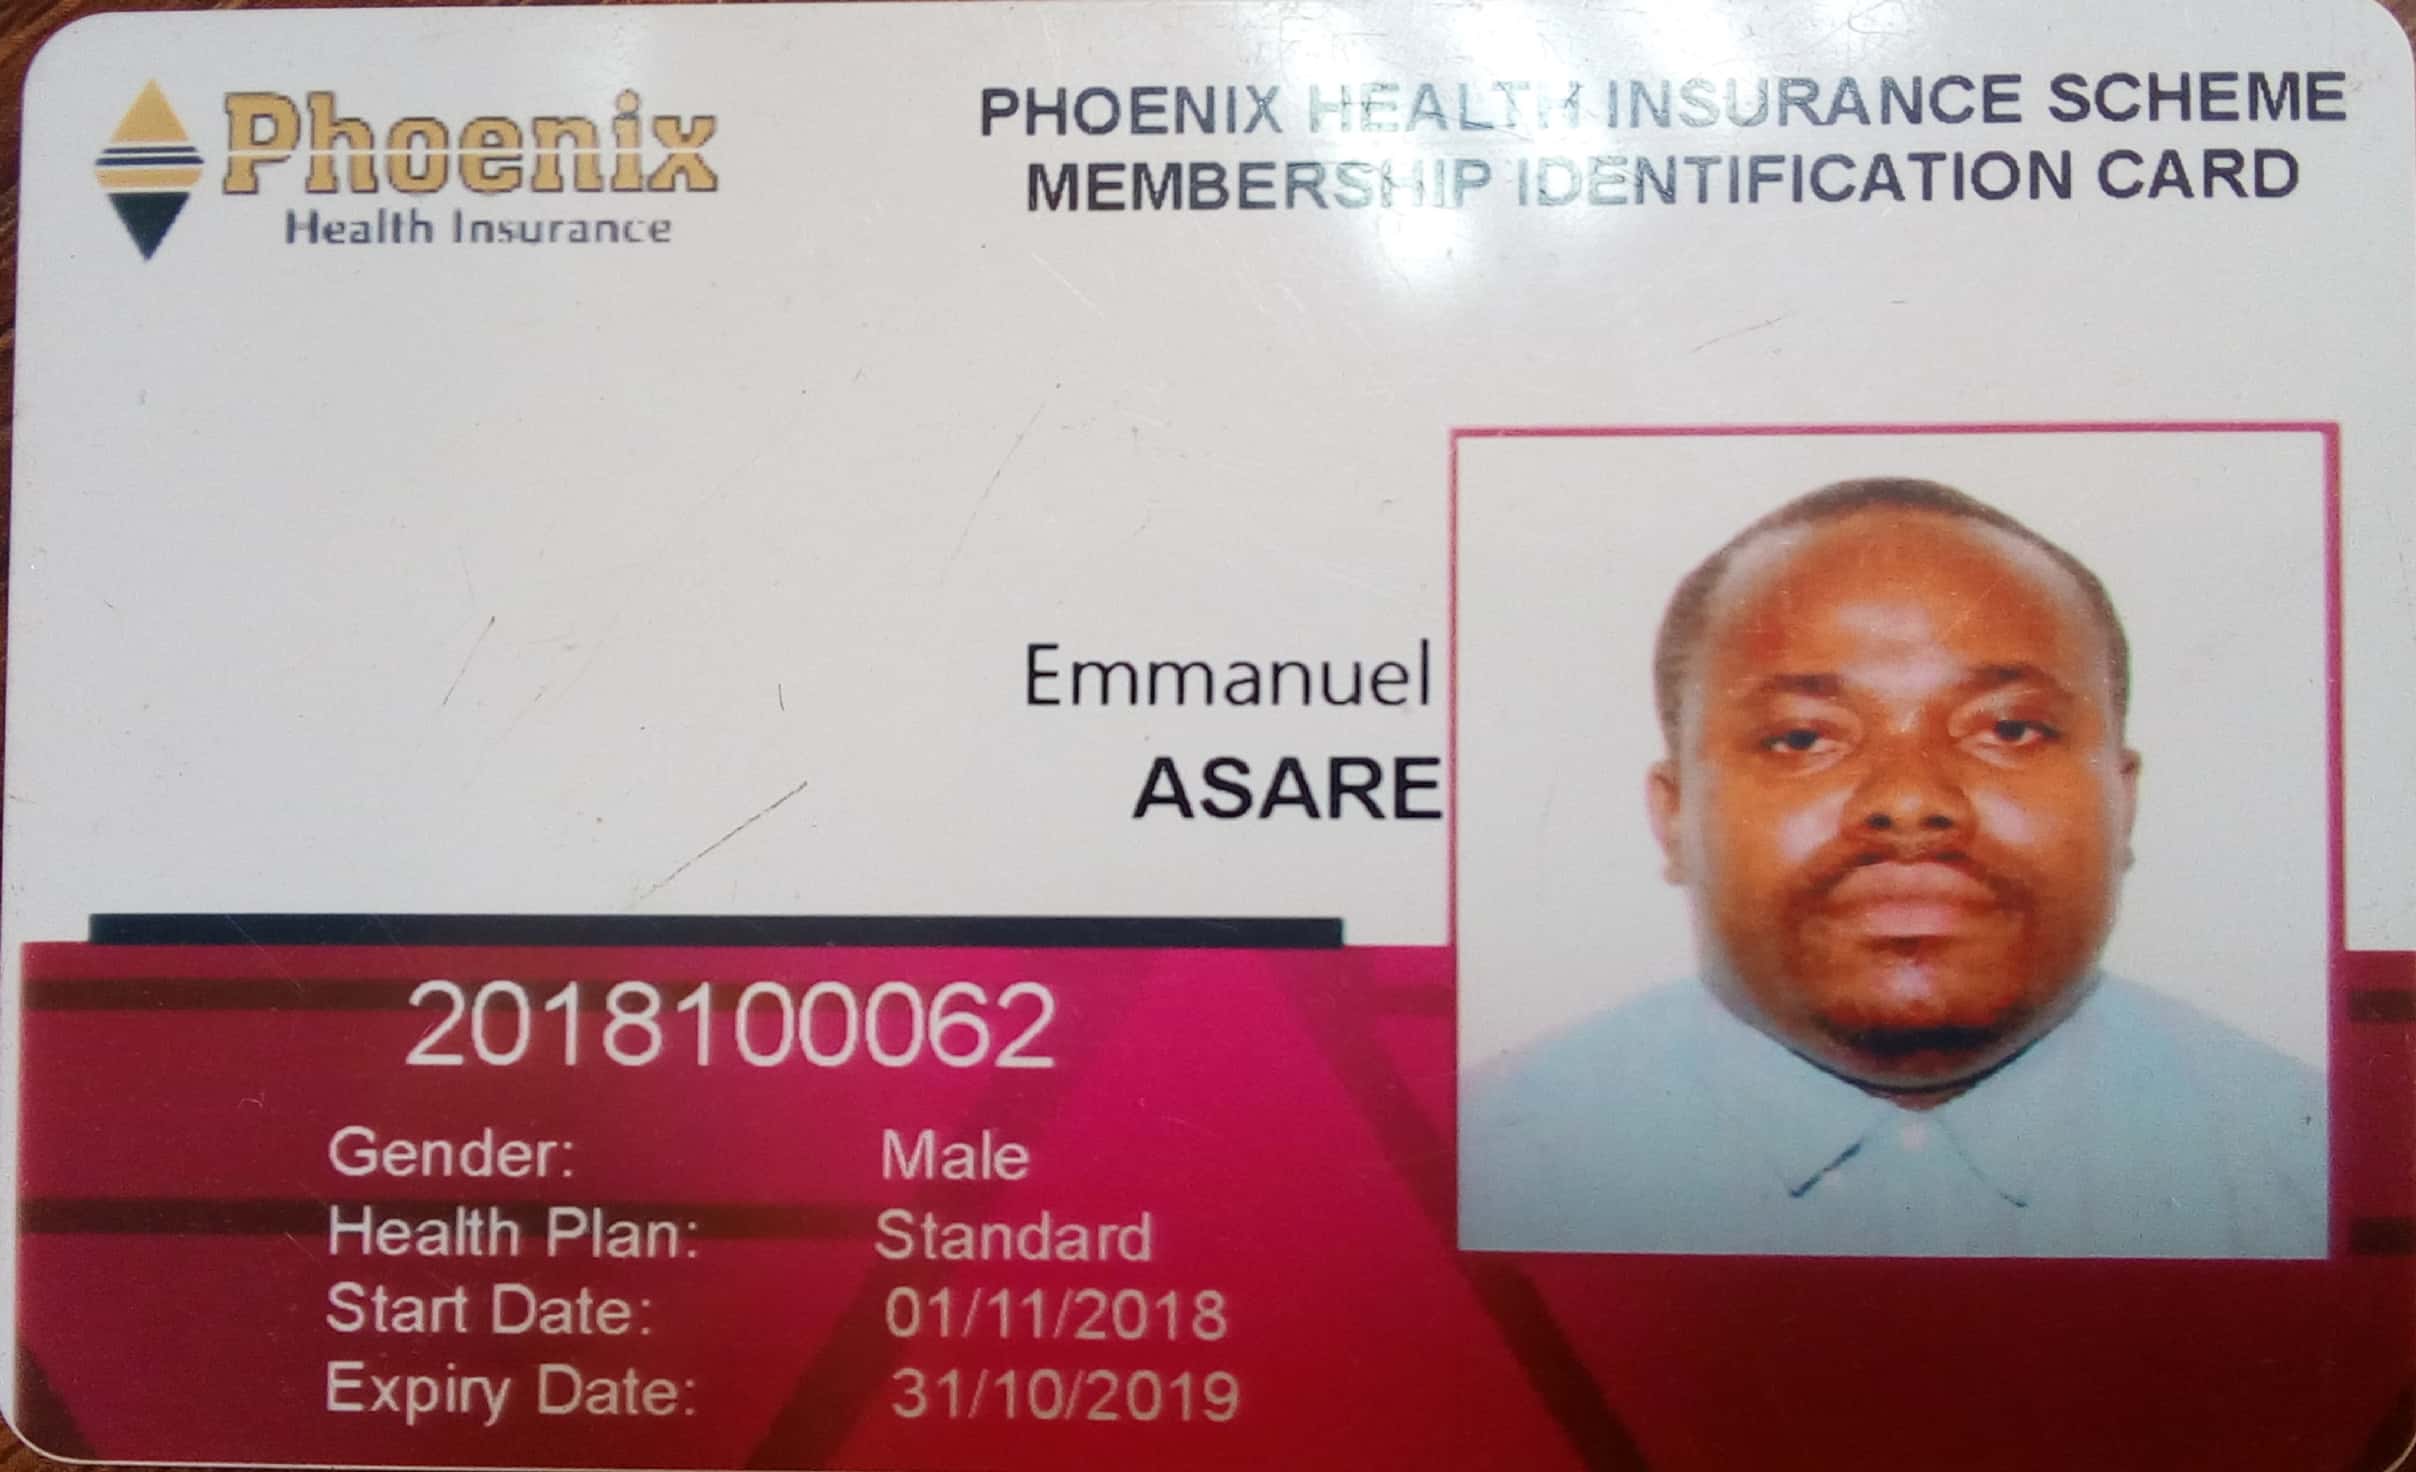 Phoenix
Health Insurance
PHOENIX HEALTH INSURANCE SCHEME
MEMBERSHIP IDENTIFICATION CARD
Emmanuel
ASARE
2018100062
Gender: Male
Health Plan: Standard
Start Date: 01/11/2018
Expiry Date: 31/10/2019